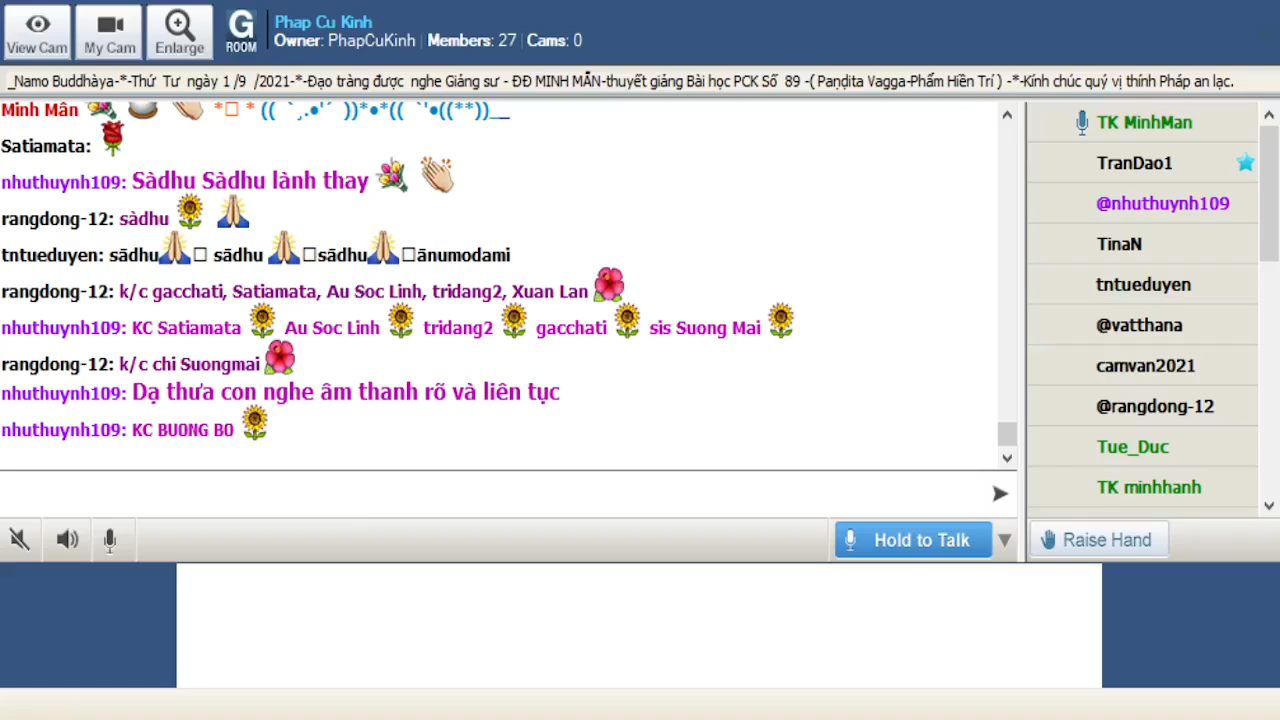 Phap Cu Kinh
Owner: PhapCuKinh | Members: 27 | Cams: 0
View Cam
My Cam
Enlarge
G ROOM
_Namo Buddhàya-*-Thứ Tư ngày 1 /9 /2021-*-Đạo tràng được nghe Giảng sư - ĐĐ MINH MẪN-thuyết giảng Bài học PCK Số 89 -( Paṇḍita Vagga-Phẩm Hiền Trí ) -*-Kính chúc quý vị thính Pháp an lạc.
Minh Mân
Satiamata:
nhuthuynh109: Sàdhu Sàdhu lành thay
rangdong-12: sàdhu
tntueduyen: sādhu sādhu sādhu ānumodami
rangdong-12: k/c gacchati, Satiamata, Au Soc Linh, tridang2, Xuan Lan
nhuthuynh109: KC Satiamata Au Soc Linh tridang2 gacchati sis Suong Mai
rangdong-12: k/c chi Suongmai
nhuthuynh109: Dạ thưa con nghe âm thanh rõ và liên tục
nhuthuynh109: KC BUONG BO
TK MinhMan
TranDao1
@nhuthuynh109
TinaN
tntueduyen
@vatthana
camvan2021
@rangdong-12
Tue_Duc
TK minhhanh
Hold to Talk
Raise Hand